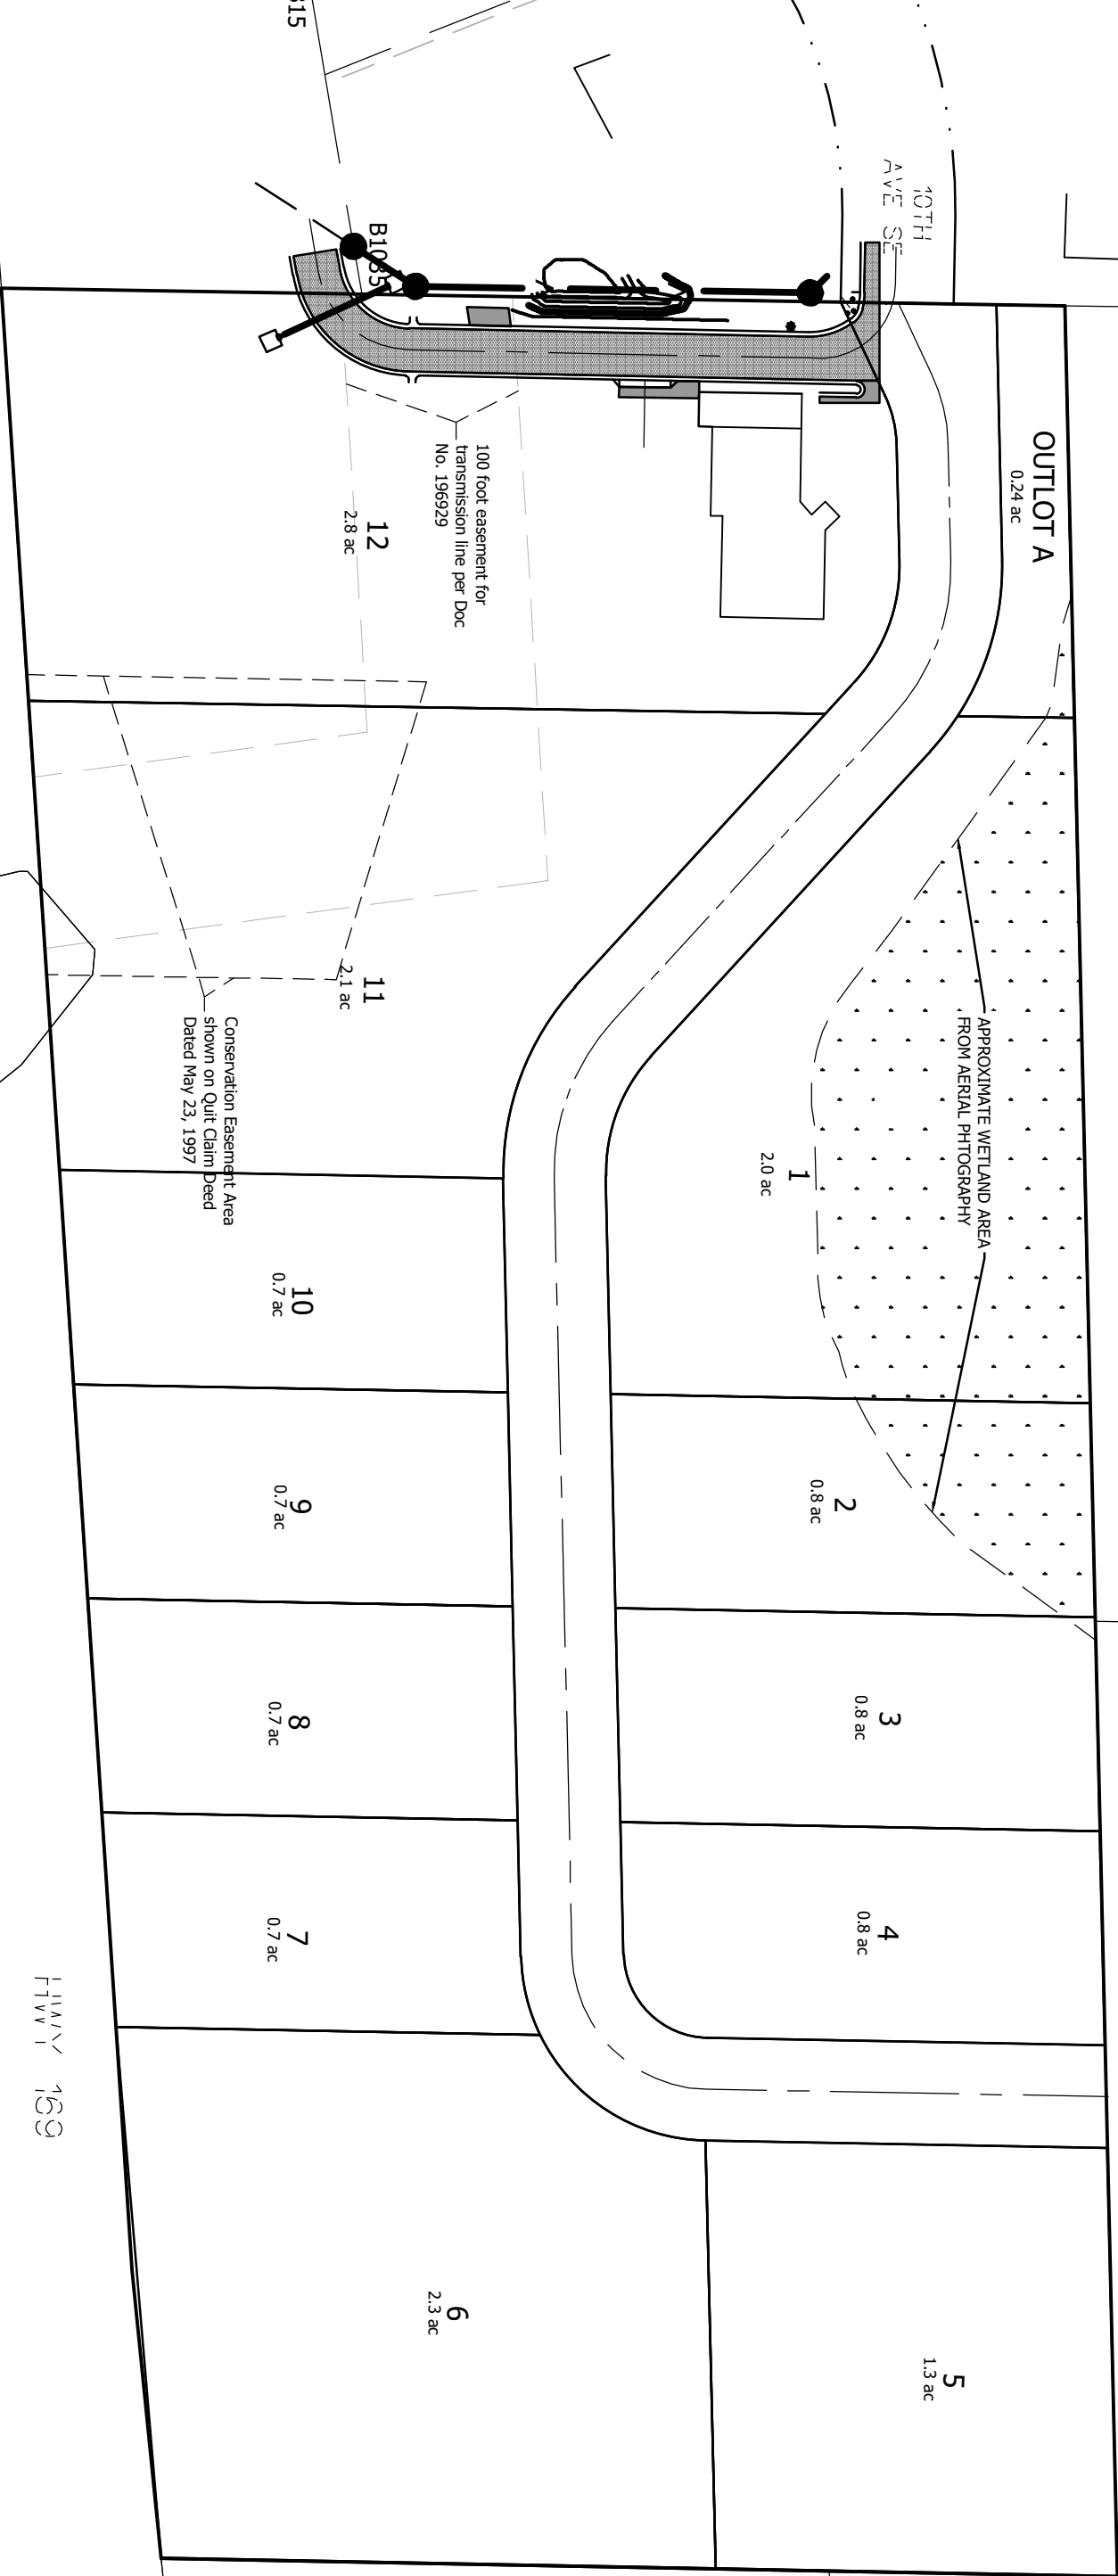 315
10TH
AVE SE
B1035
OUTLOT A
0.24 ac
100 foot easement for
transmission line per Doc
No. 196929
12
2.8 ac
11
2.1 ac
Conservation Easement Area
shown on Quit Claim Deed
Dated May 23, 1997
APPROXIMATE WETLAND AREA
FROM AERIAL PHTOGRAPHY
1
2.0 ac
10
0.7 ac
2
0.8 ac
9
0.7 ac
3
0.8 ac
8
0.7 ac
4
0.8 ac
7
0.7 ac
HWY 169
6
2.3 ac
5
1.3 ac